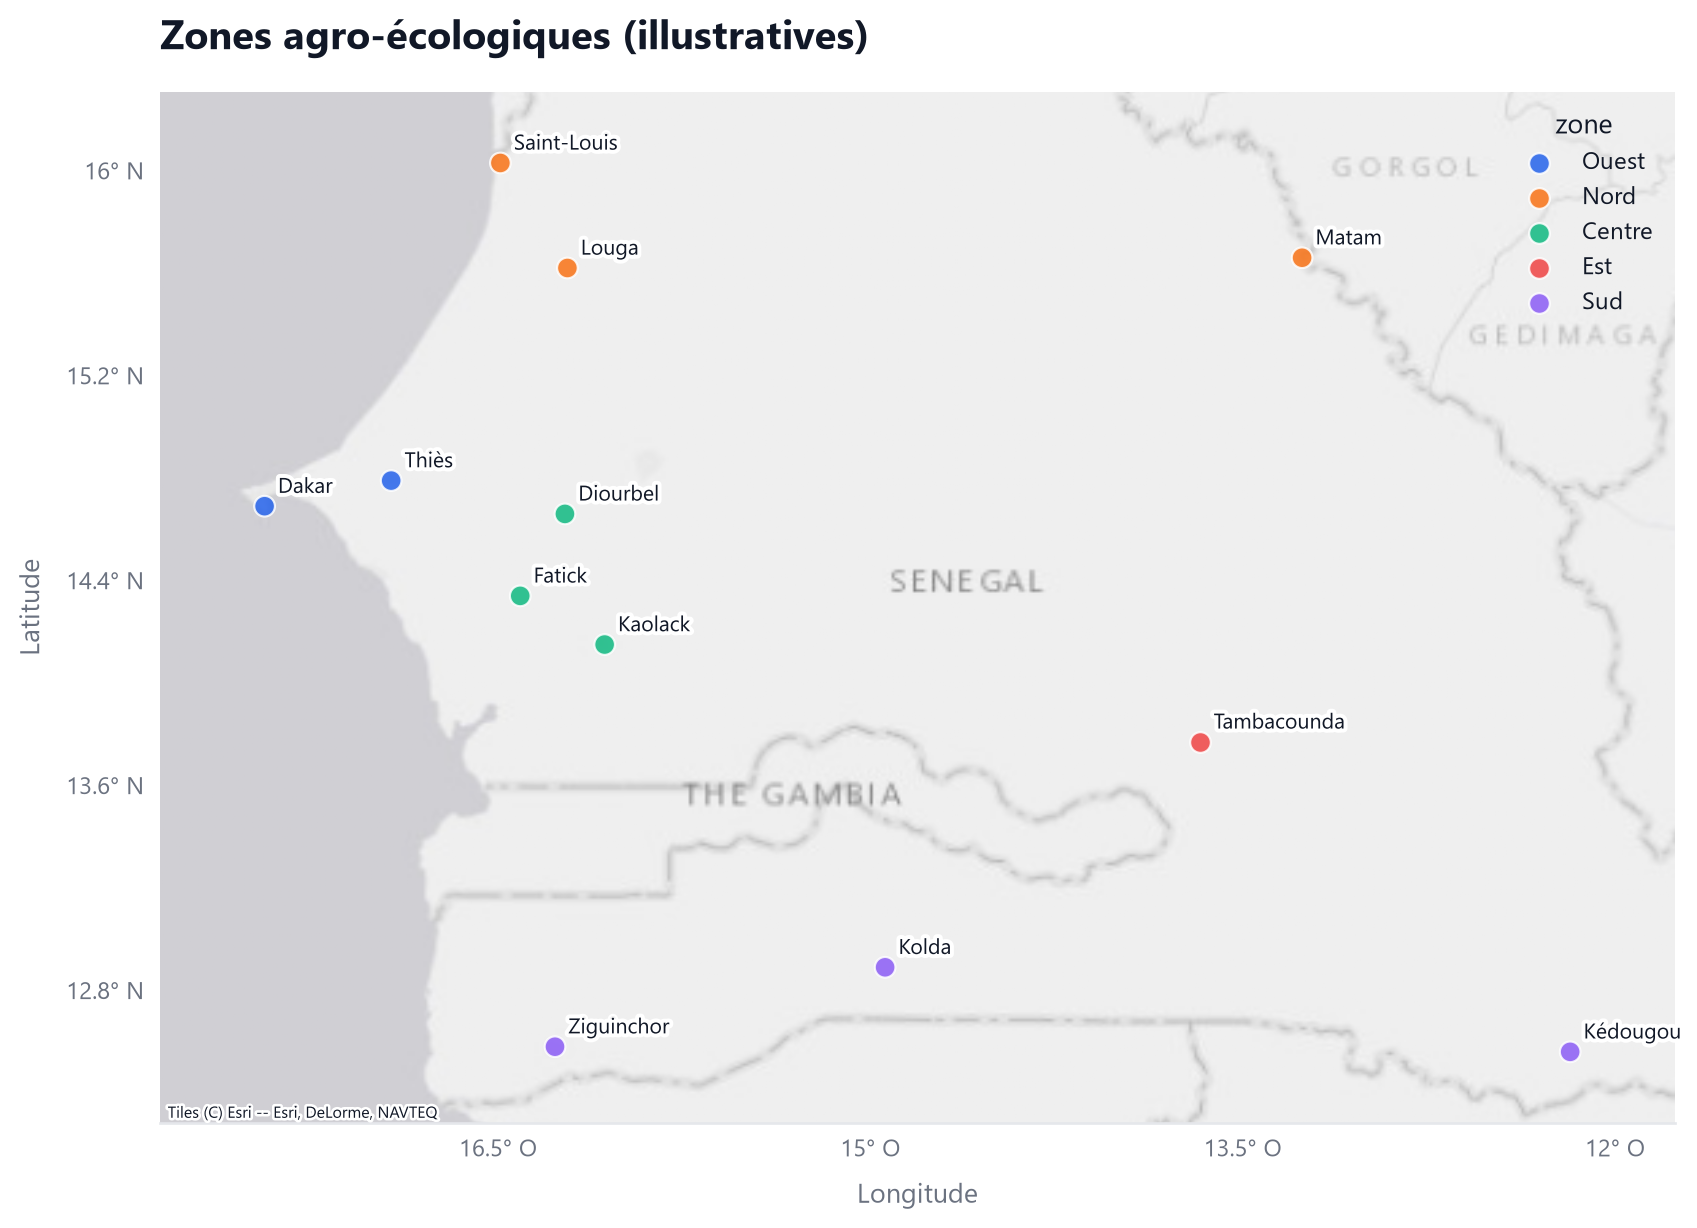 Zones agro-écologiques (illustratives)
zone
Ouest
Nord
Centre
Est
Sud
Saint-Louis
GORGOL
Louga
Matam
GEDIMAGA
Thiès
Dakar
Diourbel
Fatick
SENEGAL
Kaolack
Tambacounda
THE GAMBIA
Kolda
Ziguinchor
Kédougou
Tiles (C) Esri -- Esri, DeLorme, NAVTEQ
16° N
15.2° N
14.4° N
13.6° N
12.8° N
Latitude
16.5° O
15° O
13.5° O
12° O
Longitude